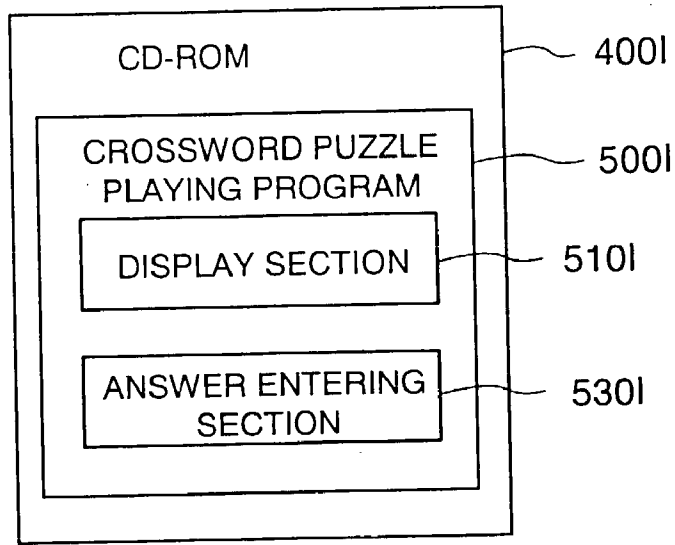 CD-ROM
400I
CROSSWORD PUZZLE
PLAYING PROGRAM
500I
DISPLAY SECTION
510I
ANSWER ENTERING
SECTION
530I